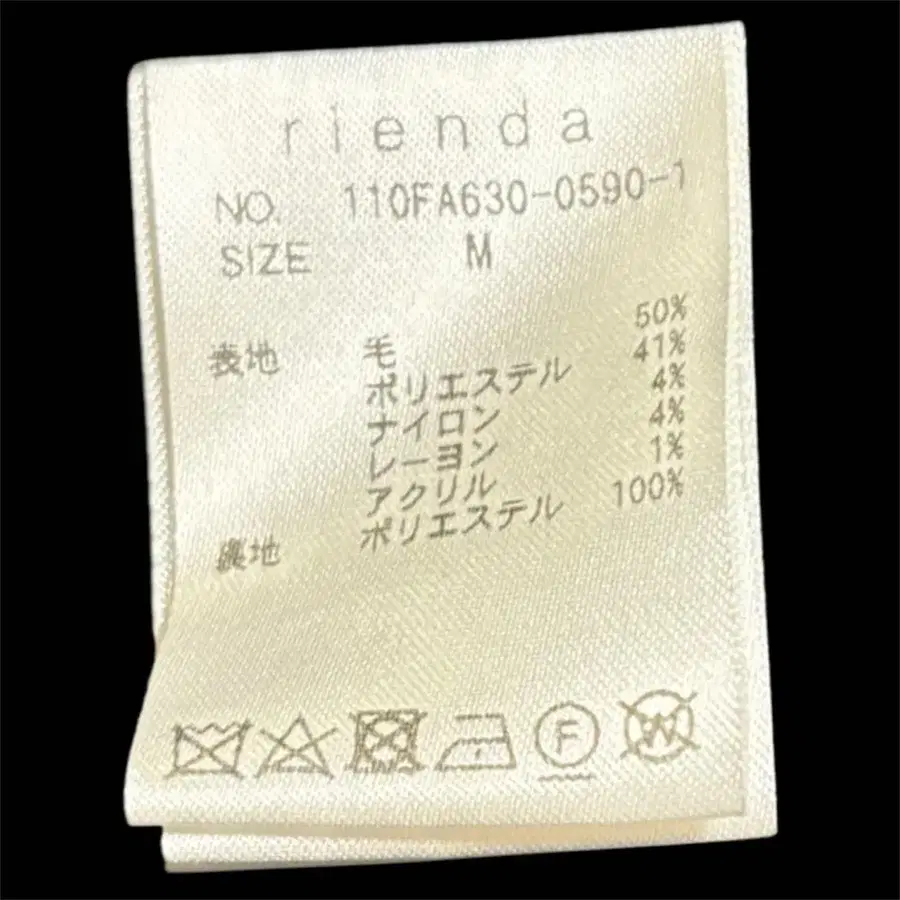 rienda
NO. 110FA630-0590-1
SIZE M
表地 毛 50%
ポリエステル 41%
ナイロン 4%
レーヨン 4%
アクリル 1%
裏地 ポリエステル 100%
F W